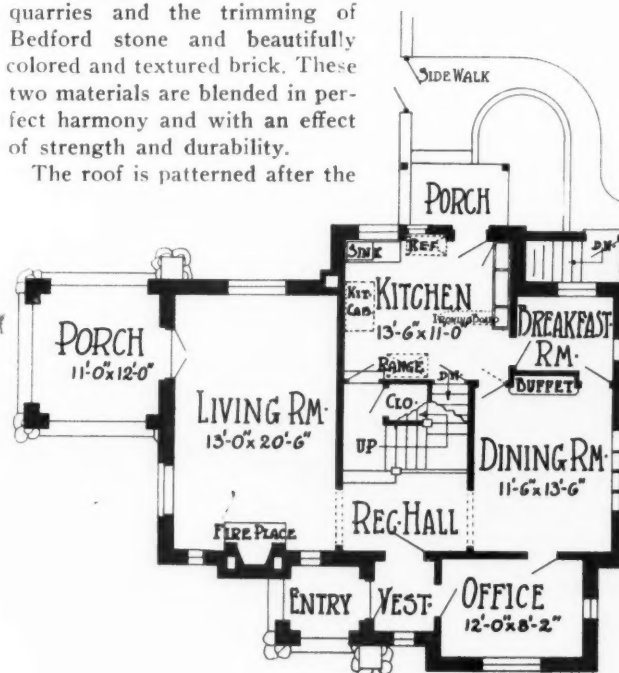 quarries and the trimming of
Bedford stone and beautifully
colored and textured brick. These
two materials are blended in per-
fect harmony and with an effect
of strength and durability.
The roof is patterned after the
SIDE WALK
PORCH
SINK
REF.
DN.
KIT.
CAB
KITCHEN
13'-6"x11'-0"
IRONING BOARD
BREAKFAST
RM.
PORCH
11'-0"x12'-0"
RANGE
DN.
BUFFET
CLO.
LIVING RM.
13'-0"x20'-6"
UP
DINING RM.
11'-6"x13'-6"
REC. HALL
FIRE PLACE
ENTRY
VEST.
OFFICE
12'-0"x8'-2"